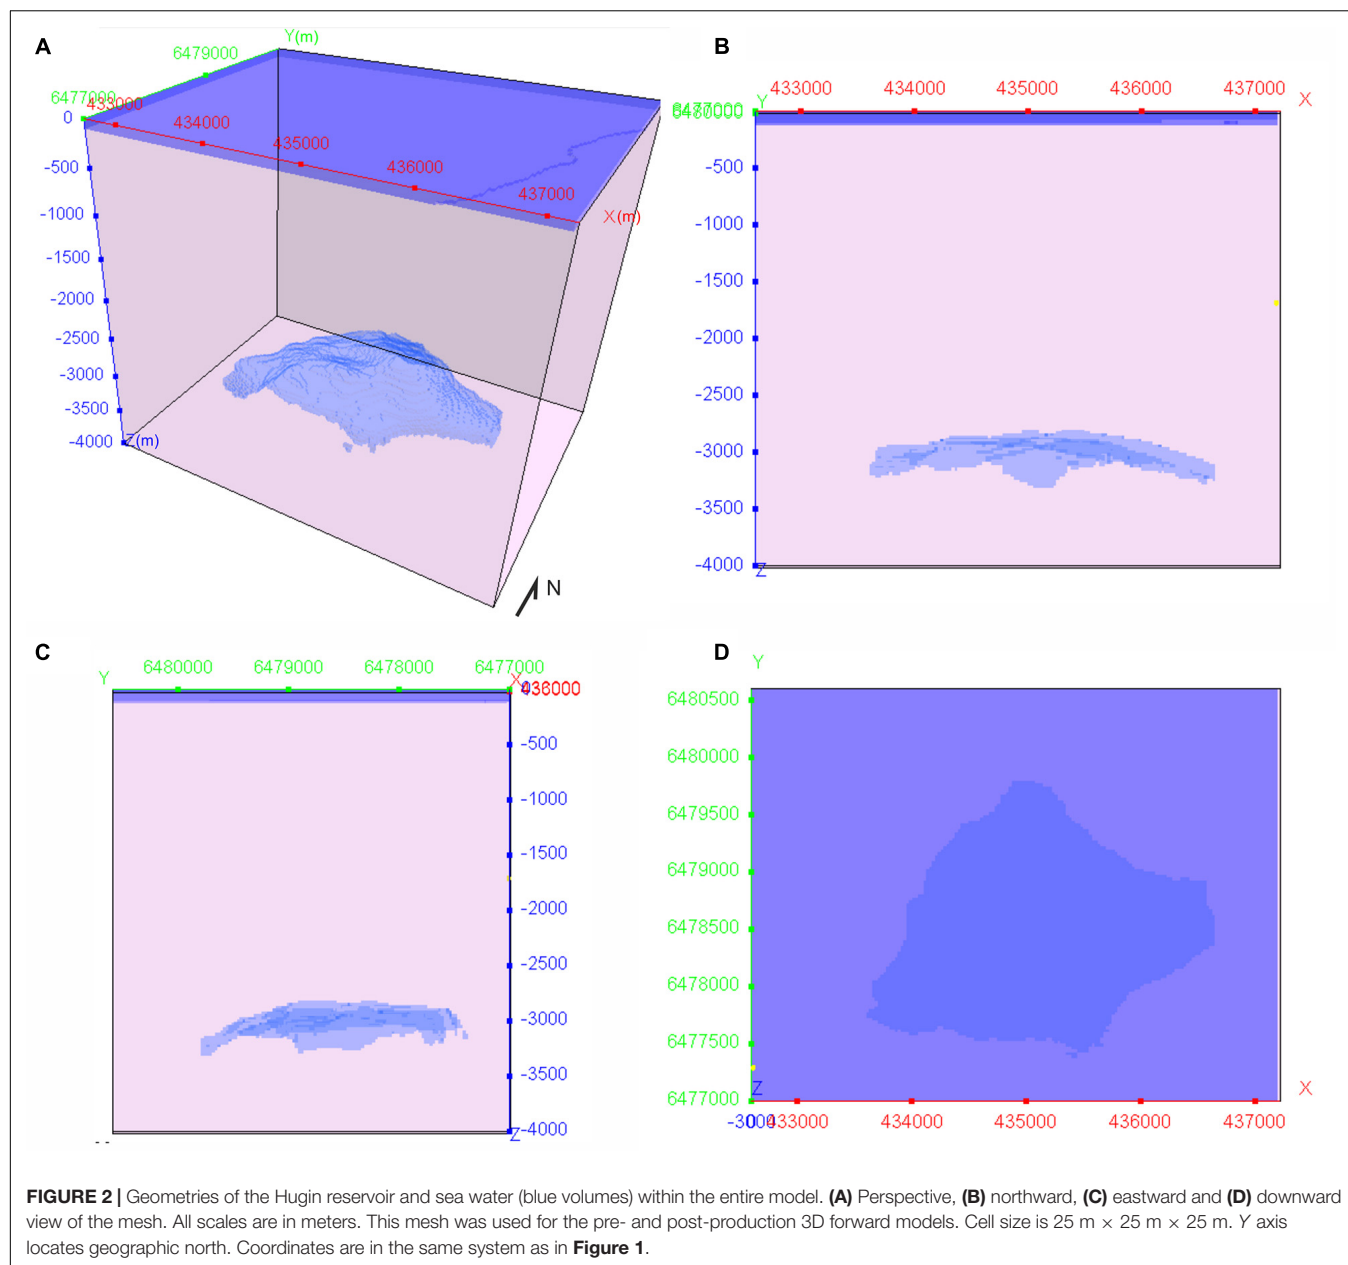 A
Y(m)
6479000
6477000
433000
0
434000
435000
436000
437000
X(m)
-500
-1000
-1500
-2000
-2500
-3000
-3500
-4000
Z(m)
N
B
433000
434000
435000
436000
437000
X
Y
-500
-1000
-1500
-2000
-2500
-3000
-3500
-4000
Z
C
Y
6480000
6479000
6478000
6477000
X
-500
-1000
-1500
-2000
-2500
-3000
-3500
-4000
Z
D
Y
6480500
6480000
6479500
6479000
6478500
6478000
6477500
6477000
Z
X
433000
434000
435000
436000
437000
FIGURE 2 | Geometries of the Hugin reservoir and sea water (blue volumes) within the entire model. (A) Perspective, (B) northward, (C) eastward and (D) downward
view of the mesh. All scales are in meters. This mesh was used for the pre- and post-production 3D forward models. Cell size is 25 m × 25 m × 25 m. Y axis
locates geographic north. Coordinates are in the same system as in Figure 1.